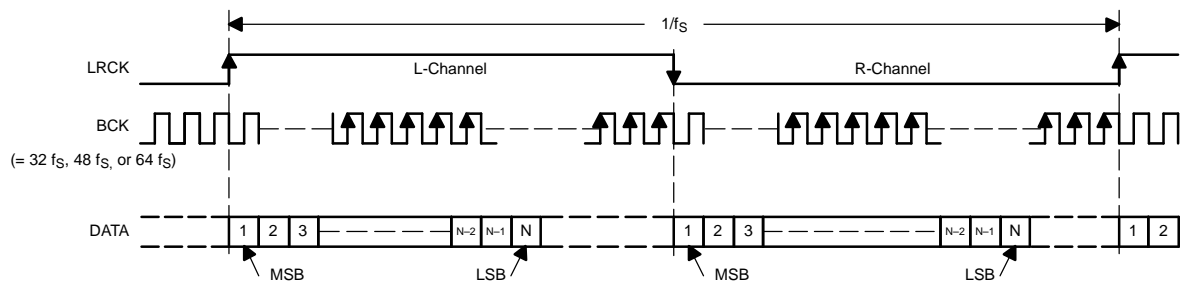 1/fS
LRCK
L-Channel
R-Channel
BCK
(= 32 fS, 48 fS, or 64 fS)
DATA
1 2 3 N–2 N–1 N 1 2 3 N–2 N–1 N 1 2
MSB LSB MSB LSB